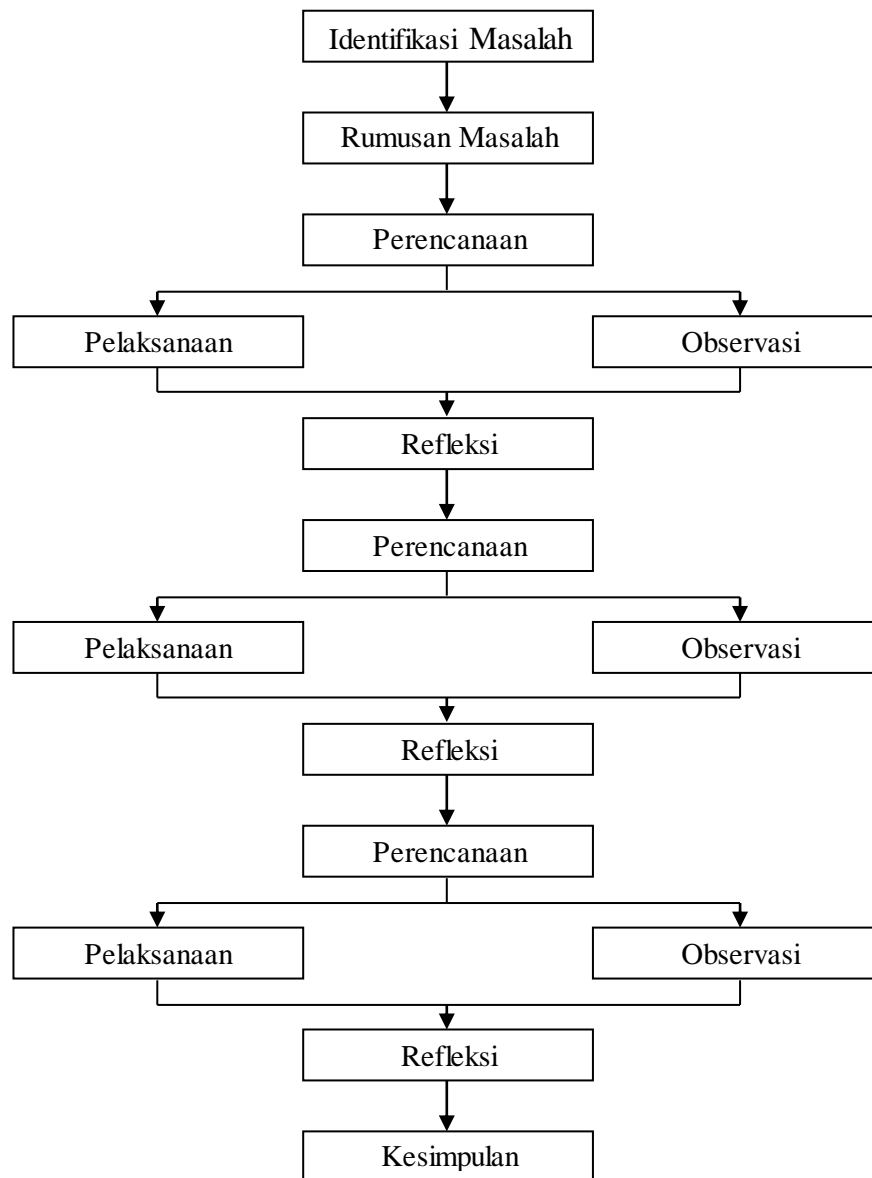 Identifikasi Masalah
Rumusan Masalah
Perencanaan
Pelaksanaan
Observasi
Refleksi
Perencanaan
Pelaksanaan
Observasi
Refleksi
Perencanaan
Pelaksanaan
Observasi
Refleksi
Kesimpulan